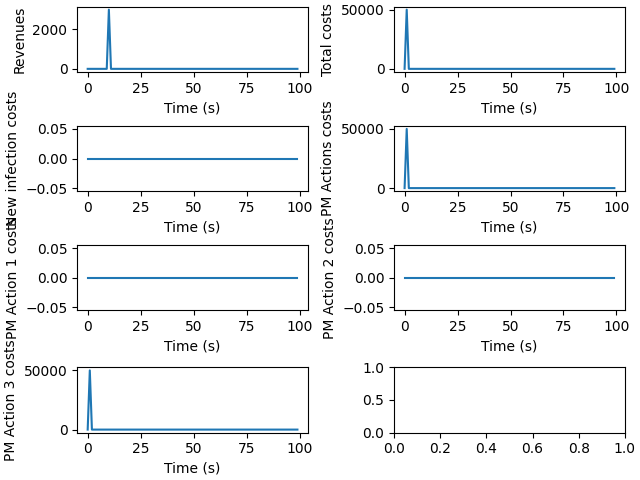 Revenues
2000
0
0 25 50 75 100
Time (s)
Total costs
50000
0
0 25 50 75 100
Time (s)
New infection costs
0.05
0.00
−0.05
0 25 50 75 100
Time (s)
PM Actions costs
50000
0
0 25 50 75 100
Time (s)
PM Action 1 costs
0.05
0.00
−0.05
0 25 50 75 100
Time (s)
PM Action 2 costs
0.05
0.00
−0.05
0 25 50 75 100
Time (s)
PM Action 3 costs
50000
0
0 25 50 75 100
Time (s)
1.0
0.5
0.0
0.0 0.2 0.4 0.6 0.8 1.0